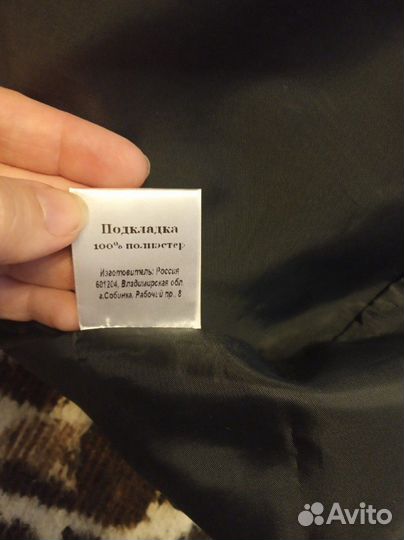 Подкладка
100% полиэстер
Изготовитель: Россия
601204, Владимирская обл.
г.Собинка, Рабочий пр., 8
Avito